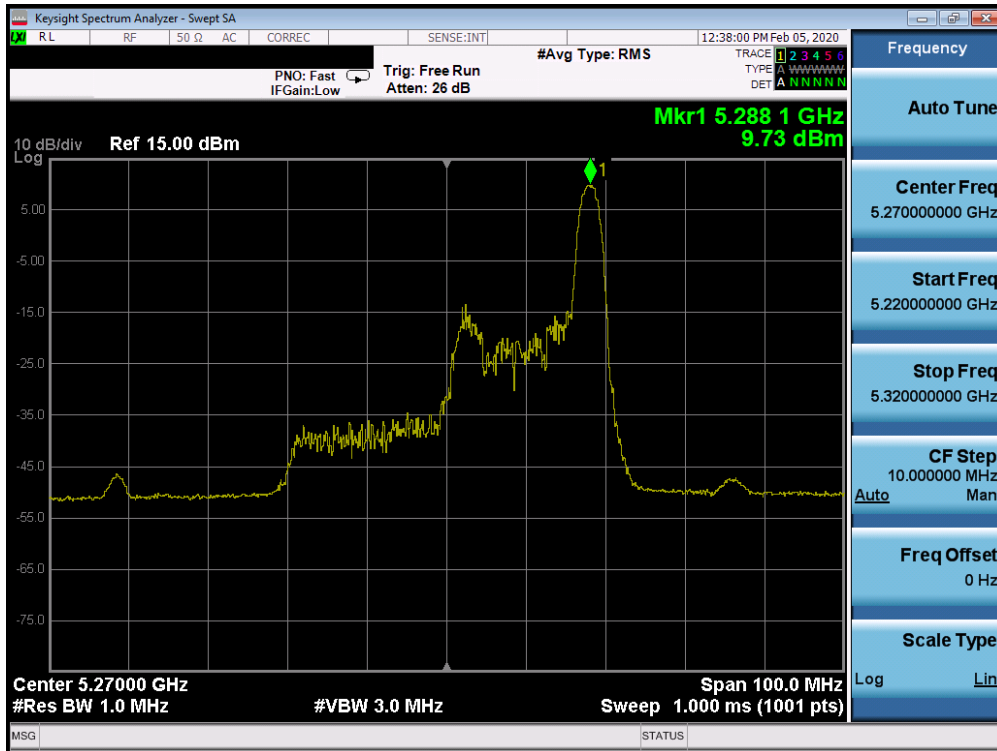 Keysight Spectrum Analyzer - Swept SA
LXI RL RF 50 Ω AC CORREC SENSE:INT 12:38:00 PM Feb 05, 2020
PNO: Fast
IFGain:Low
Trig: Free Run
Atten: 26 dB
#Avg Type: RMS
TRACE 1 2 3 4 5 6
TYPE A WWWWW
DET A N N N N N
Mkr1 5.288 1 GHz
9.73 dBm
10 dB/div Ref 15.00 dBm
Log
1
5.00
-5.00
-15.0
-25.0
-35.0
-45.0
-55.0
-65.0
-75.0
Center 5.27000 GHz Span 100.0 MHz
#Res BW 1.0 MHz #VBW 3.0 MHz Sweep 1.000 ms (1001 pts)
MSG STATUS
Frequency
Auto Tune
Center Freq
5.270000000 GHz
Start Freq
5.220000000 GHz
Stop Freq
5.320000000 GHz
CF Step
10.000000 MHz
Auto Man
Freq Offset
0 Hz
Scale Type
Log Lin